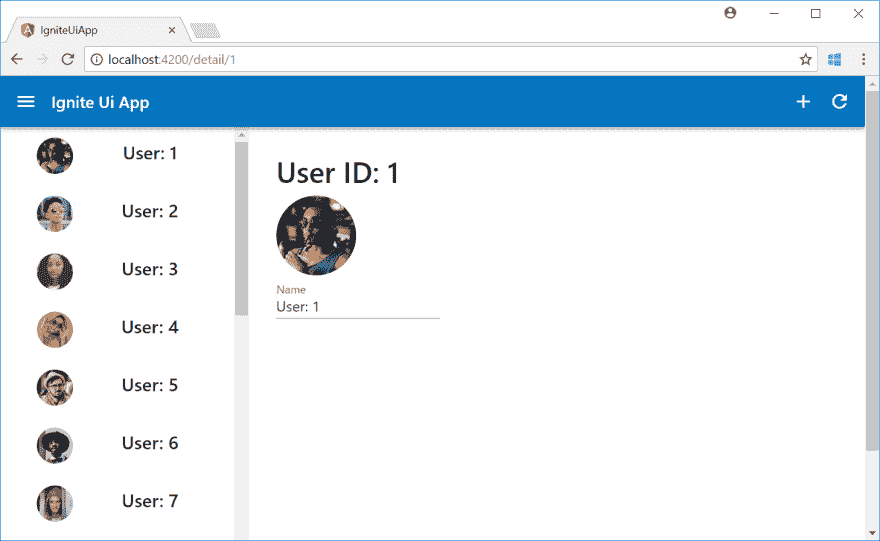 IgniteUiApp
localhost:4200/detail/1
Ignite Ui App
User: 1
User: 2
User: 3
User: 4
User: 5
User: 6
User: 7
User ID: 1
Name
User: 1